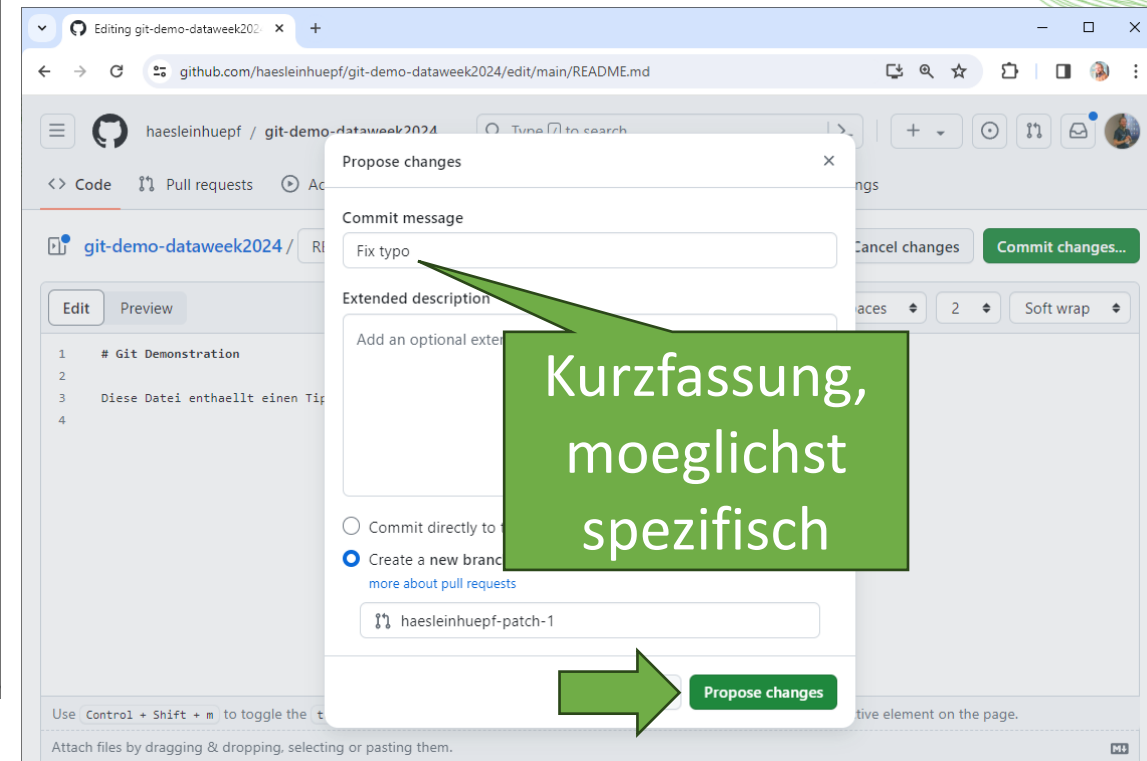 Editing git-demo-dataweek202
github.com/haesleinhuepf/git-demo-dataweek2024/edit/main/README.md
haesleinhuepf / git-demo-dataweek2024
Type / to search
Code Pull requests
Propose changes
Commit message
Fix typo
git-demo-dataweek2024 /
Cancel changes Commit changes...
Extended description
Add an optional
Edit Preview
2 Soft wrap
1 # Git Demonstration
2
3 Diese Datei enthaellt einen
4
Kurzfassung,
moeglichst
spezifisch
Commit directly to
Create a new
more about pull requests
haesleinhuepf-patch-1
Propose changes
Use Control + Shift + m to toggle the
element on the page.
Attach files by dragging & dropping, selecting or pasting them.